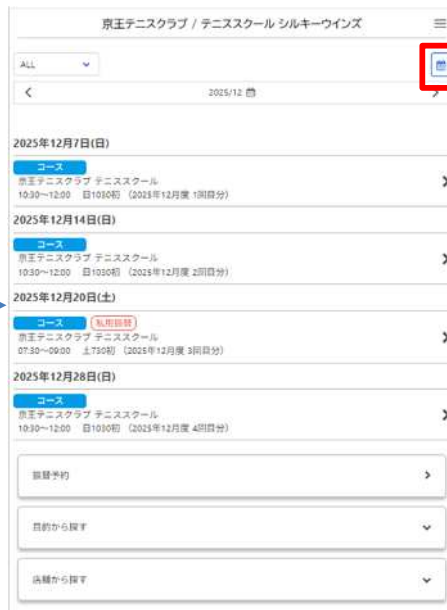 京王テニスクラブ / テニススクール シルキーウインズ
ALL
2025/12
2025年12月7日(日)
コース
京王テニスクラブ テニススクール
10:30～12:00 日1030初 （2025年12月度 1回目分）
2025年12月14日(日)
コース
京王テニスクラブ テニススクール
10:30～12:00 日1030初 （2025年12月度 2回目分）
2025年12月20日(土)
コース 私用振替
京王テニスクラブ テニススクール
07:30～09:00 土730初 （2025年12月度 3回目分）
2025年12月28日(日)
コース
京王テニスクラブ テニススクール
10:30～12:00 日1030初 （2025年12月度 4回目分）
振替予約
目的から探す
店舗から探す